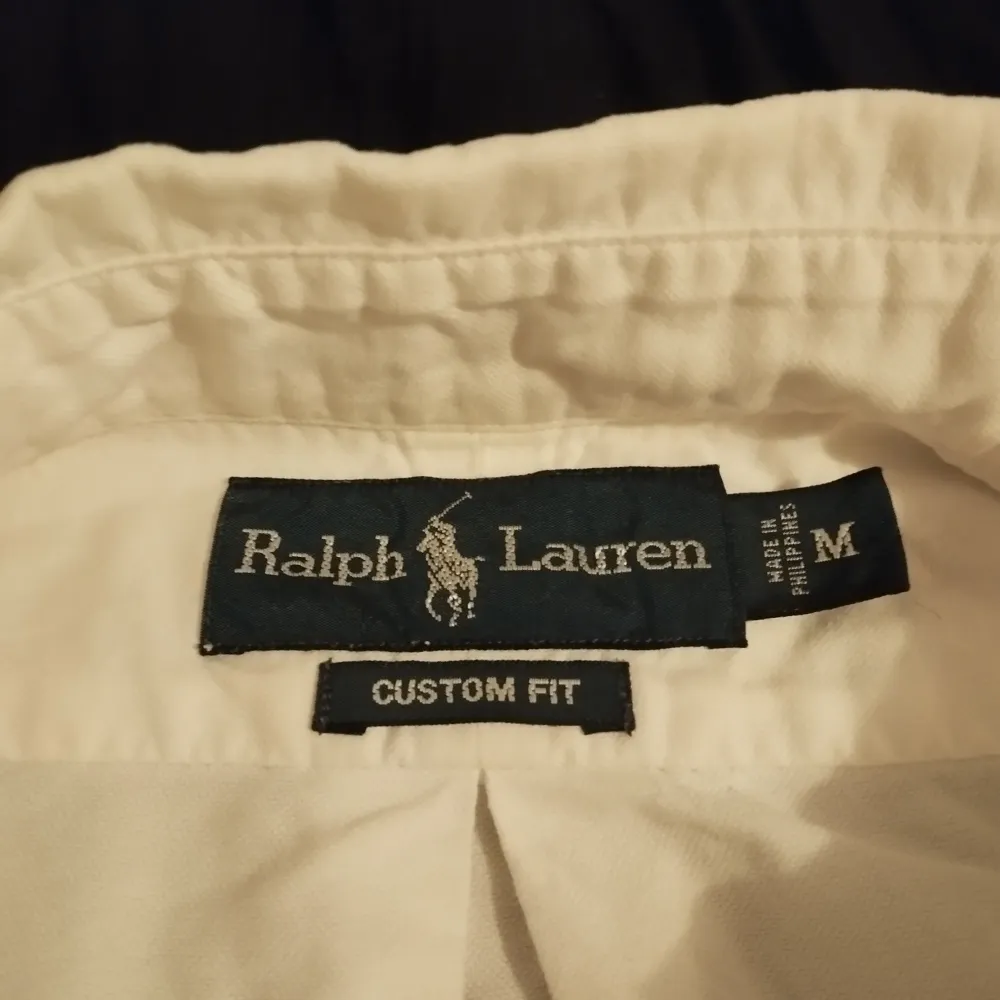 Ralph Lauren
MADE IN
PHILIPPINES
M
CUSTOM FIT